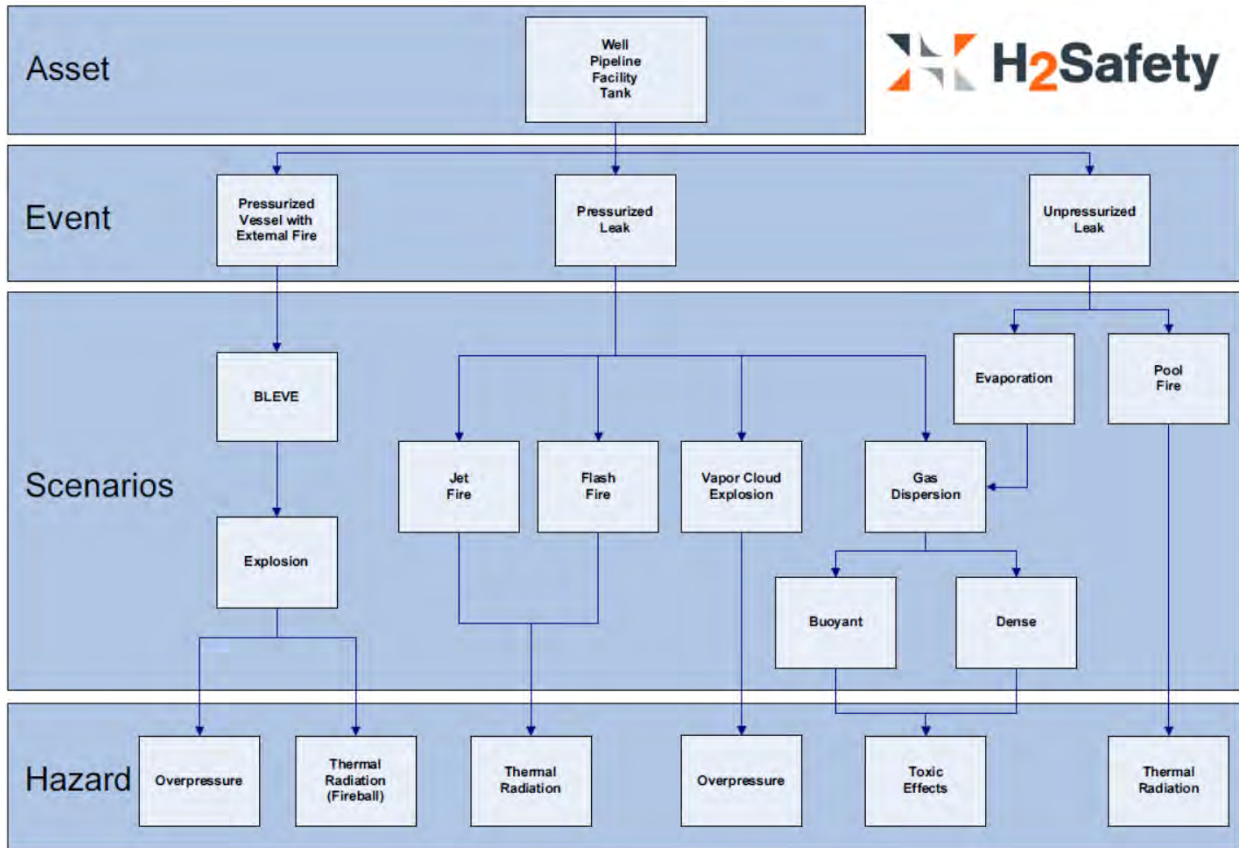 Asset
Well
Pipeline
Facility
Tank
H2Safety
Event
Pressurized
Vessel with
External Fire
Pressurized
Leak
Unpressurized
Leak
Scenarios
BLEVE
Evaporation
Pool
Fire
Jet
Fire
Flash
Fire
Vapor Cloud
Explosion
Gas
Dispersion
Explosion
Buoyant
Dense
Hazard
Overpressure
Thermal
Radiation
(Fireball)
Thermal
Radiation
Overpressure
Toxic
Effects
Thermal
Radiation